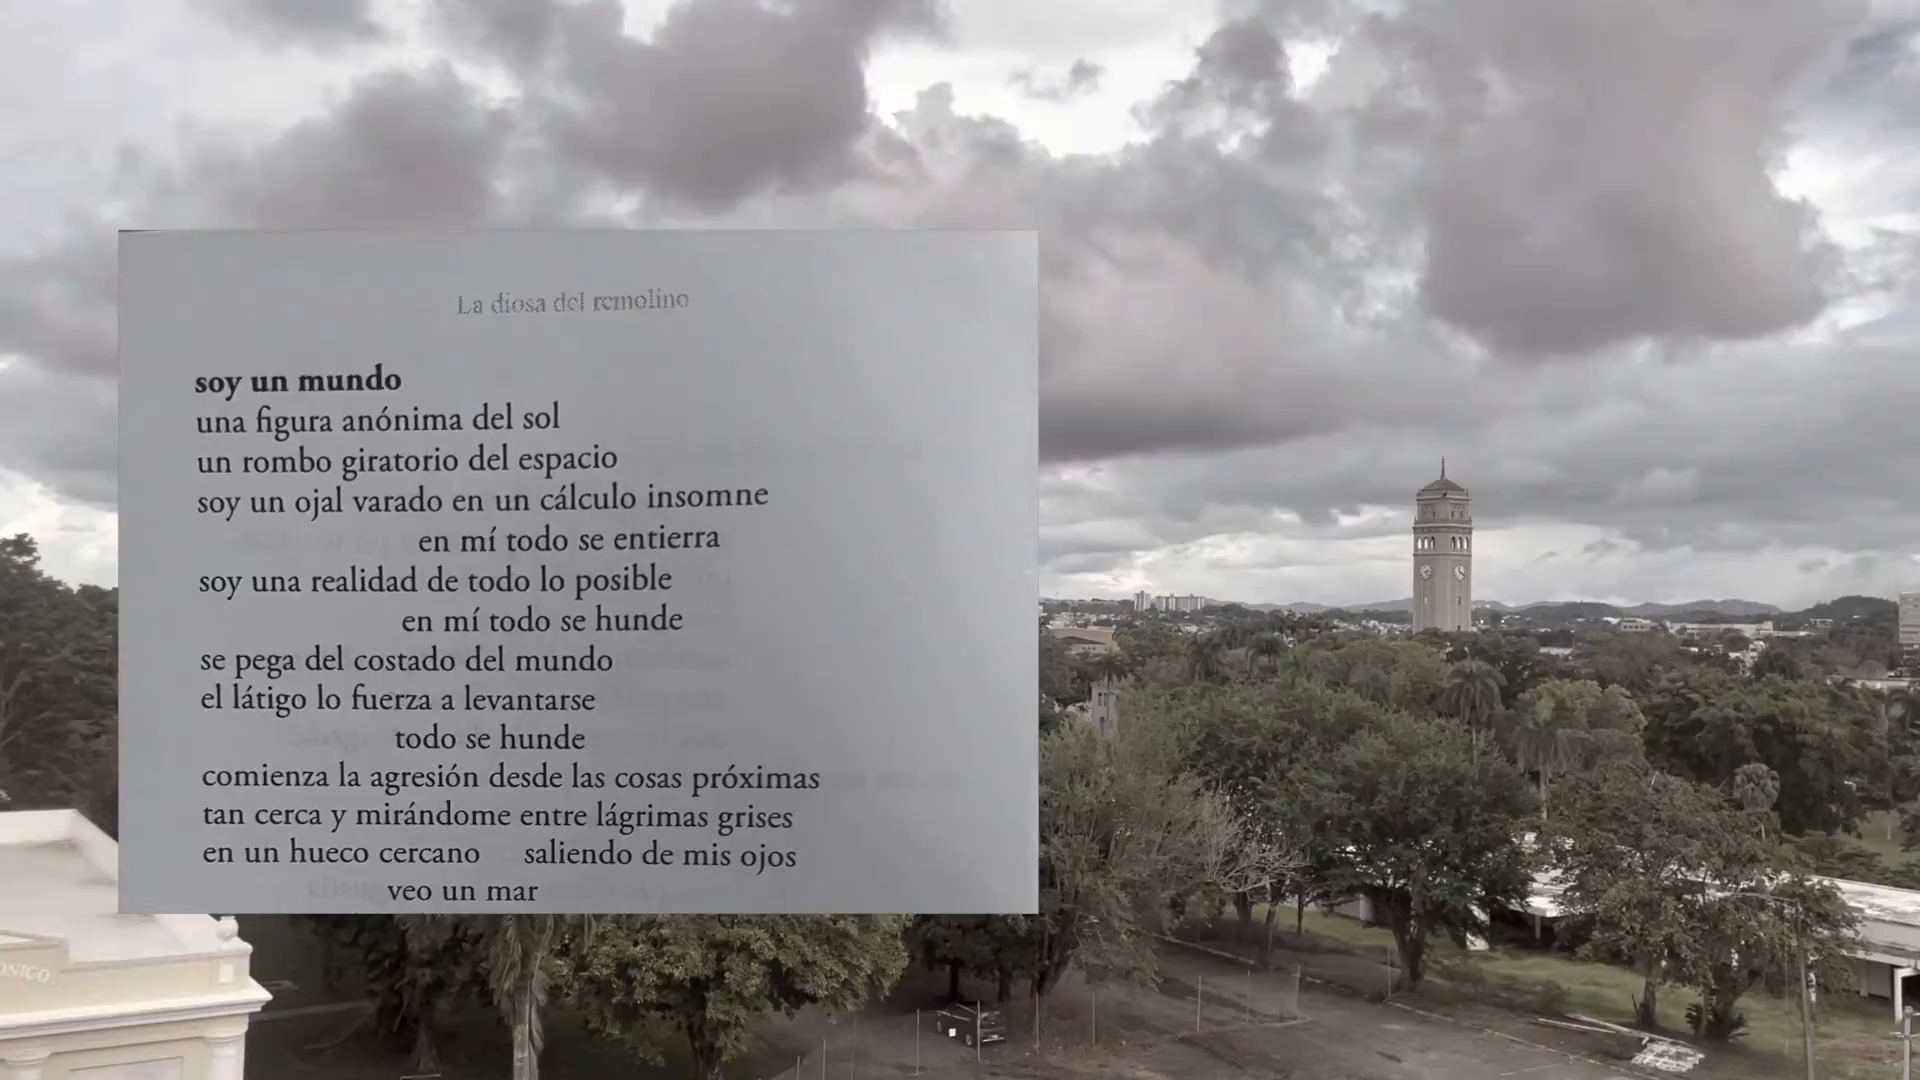 La diosa del remolino
soy un mundo
una figura anónima del sol
un rombo giratorio del espacio
soy un ojal varado en un cálculo insomne
en mí todo se entierra
soy una realidad de todo lo posible
en mí todo se hunde
se pega del costado del mundo
el látigo lo fuerza a levantarse
todo se hunde
comienza la agresión desde las cosas próximas
tan cerca y mirándome entre lágrimas grises
en un hueco cercano saliendo de mis ojos
veo un mar